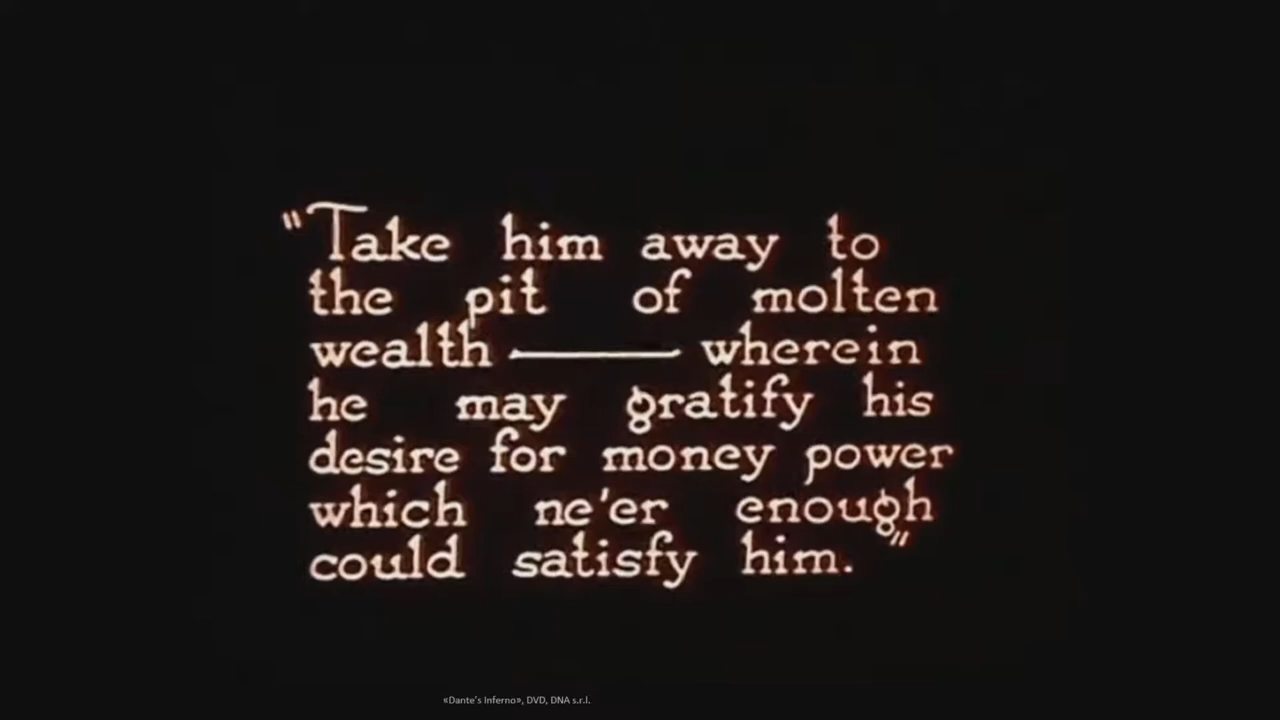 "Take him away to
the pit of molten
wealth —— wherein
he may gratify his
desire for money power
which ne'er enough
could satisfy him."
«Dante's Inferno», DVD, DNA s.r.l.